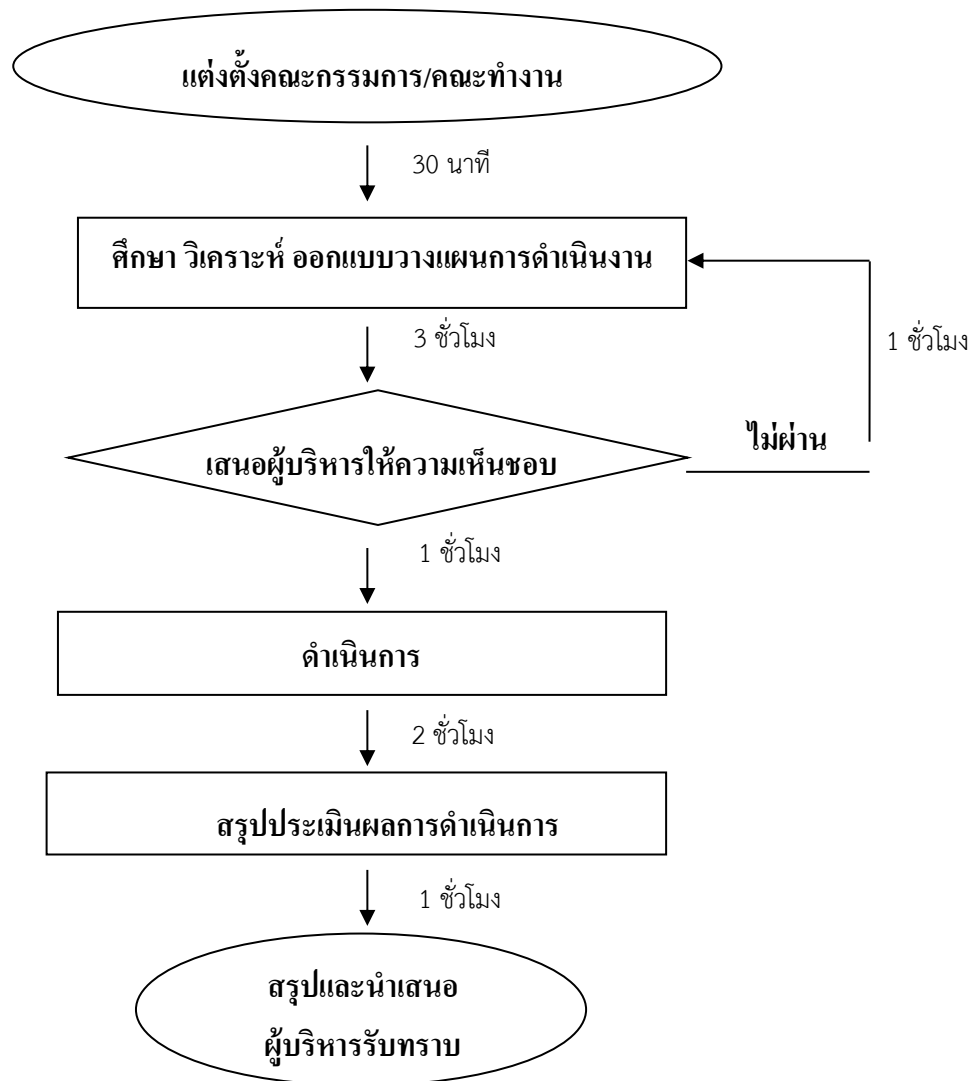 แต่งตั้งคณะกรรมการ/คณะทำงาน
30 นาที
ศึกษา วิเคราะห์ ออกแบบวางแผนการดำเนินงาน
3 ชั่วโมง
1 ชั่วโมง
ไม่ผ่าน
เสนอผู้บริหารให้ความเห็นชอบ
1 ชั่วโมง
ดำเนินการ
2 ชั่วโมง
สรุปประเมินผลการดำเนินการ
1 ชั่วโมง
สรุปและนำเสนอ
ผู้บริหารรับทราบ